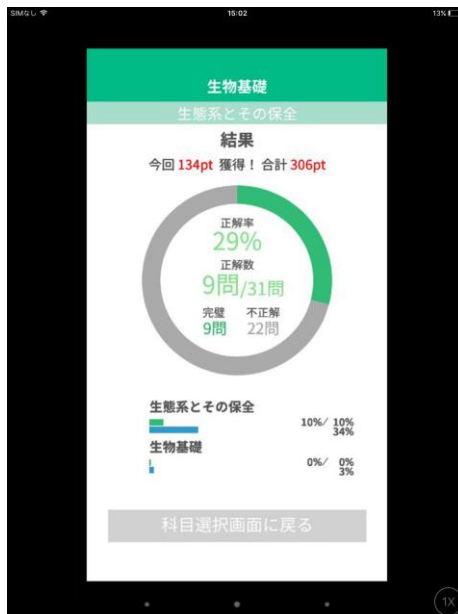 SIMなし 15:02 13%
生物基礎
生態系とその保全
結果
今回 134pt 獲得! 合計 306pt
正解率
29%
正解数
9問/31問
完璧 不正解
9問 22問
生態系とその保全
10%/ 10%
34%
生物基礎
0%/ 0%
3%
科目選択画面に戻る
1X